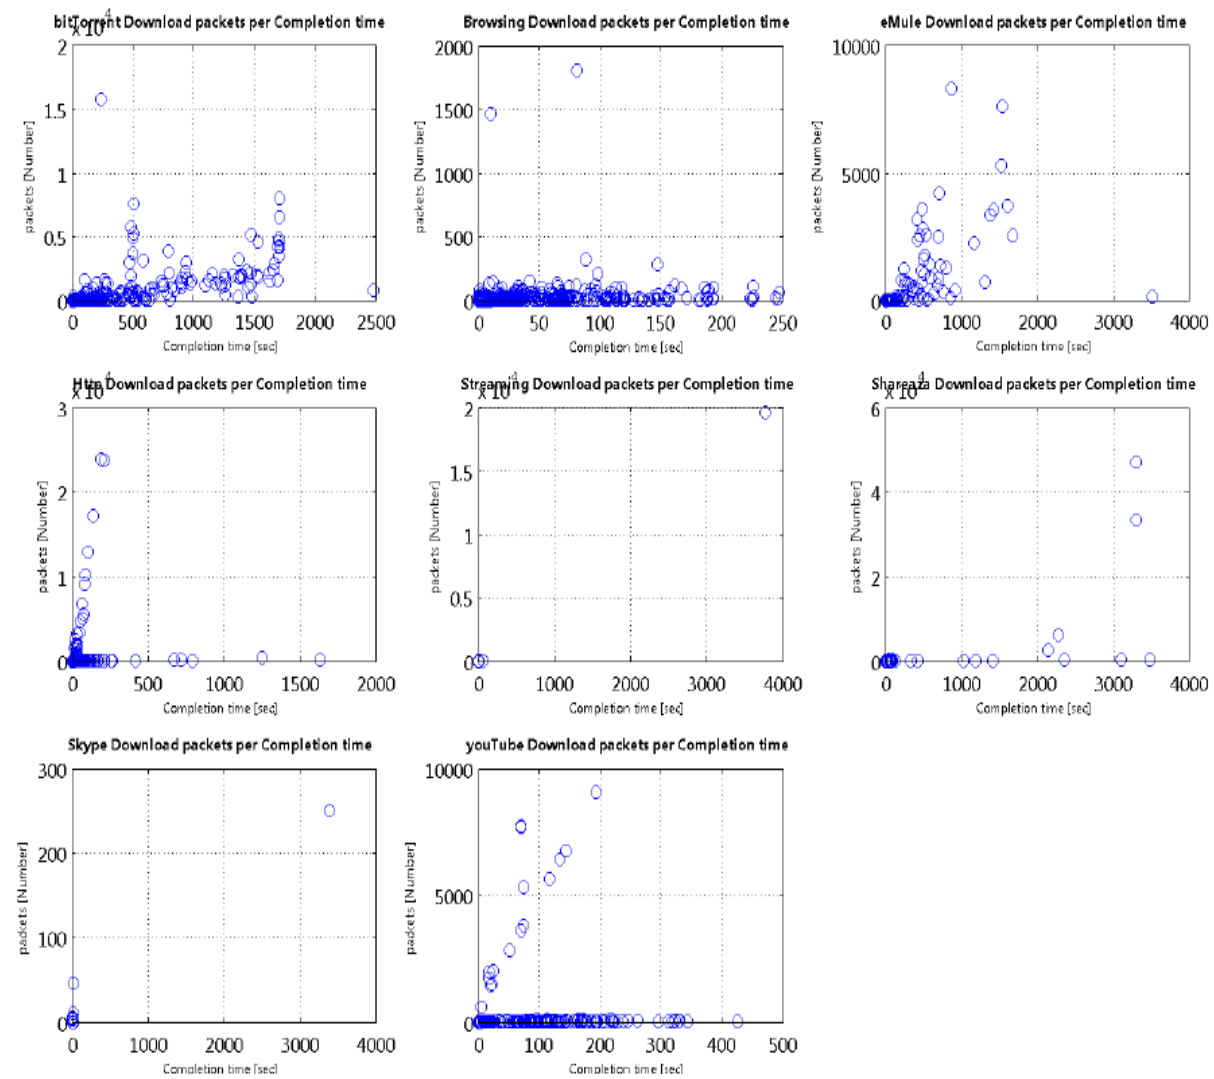 bitTorrent Download packets per Completion time
x 10^4
2
1.5
1
0.5
0
packets [Number]
0 500 1000 1500 2000 2500
Completion time [sec]
Browsing Download packets per Completion time
2000
1500
1000
500
0
packets [Number]
0 50 100 150 200 250
Completion time [sec]
eMule Download packets per Completion time
10000
5000
0
packets [Number]
0 1000 2000 3000 4000
Completion time [sec]
Http Download packets per Completion time
x 10^4
3
2
1
0
packets [Number]
0 500 1000 1500 2000
Completion time [sec]
Streaming Download packets per Completion time
x 10^4
2
1.5
1
0.5
0
packets [Number]
0 1000 2000 3000 4000
Completion time [sec]
Shareaza Download packets per Completion time
x 10^4
6
4
2
0
packets [Number]
0 1000 2000 3000 4000
Completion time [sec]
Skype Download packets per Completion time
300
200
100
0
packets [Number]
0 1000 2000 3000 4000
Completion time [sec]
youTube Download packets per Completion time
10000
5000
0
packets [Number]
0 100 200 300 400 500
Completion time [sec]